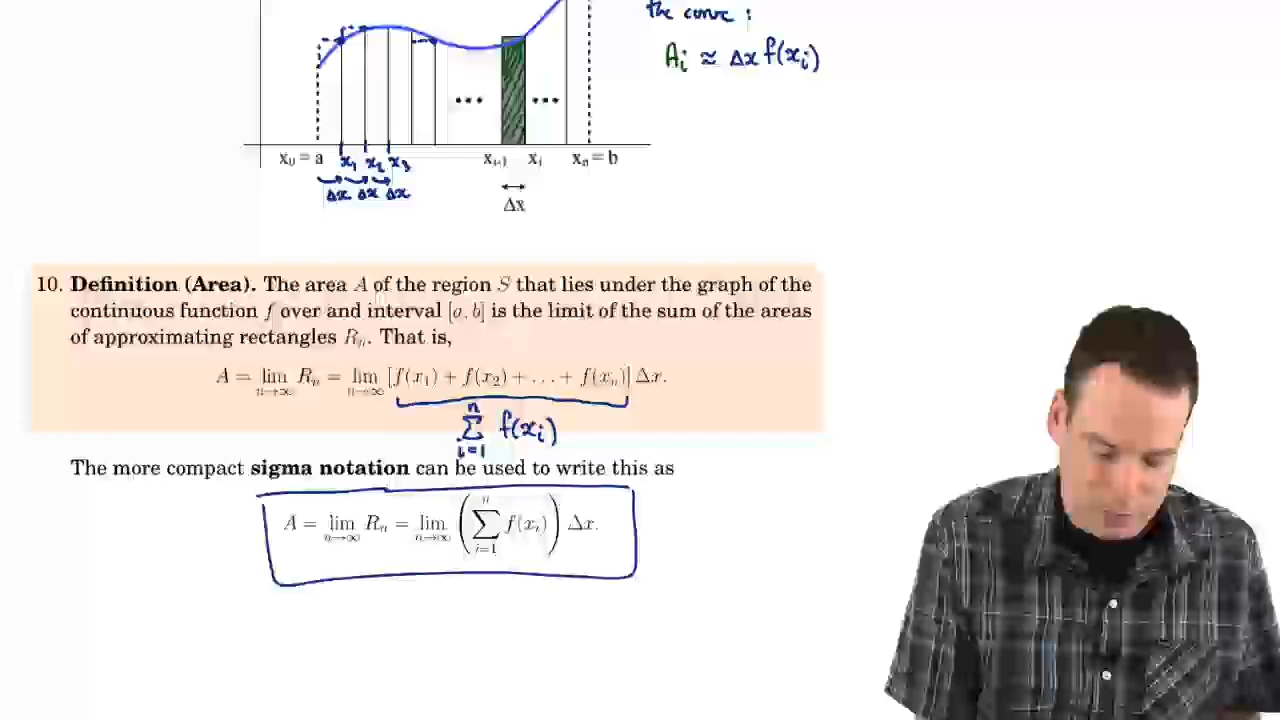 the curve :
Ai ≈ Δx f(xi)
... ...
x0 = a x1 x2 x3 xi-1 xi xn = b
Δx Δx Δx
Δx
10. Definition (Area). The area A of the region S that lies under the graph of the
continuous function f over and interval [a, b] is the limit of the sum of the areas
of approximating rectangles Rn. That is,
A = lim n→∞ Rn = lim n→∞ [f(x1) + f(x2) + . . . + f(xn)] Δx.
n
Σ f(xi)
i=1
The more compact sigma notation can be used to write this as
A = lim n→∞ Rn = lim n→∞ (Σ i=1 n f(xi)) Δx.